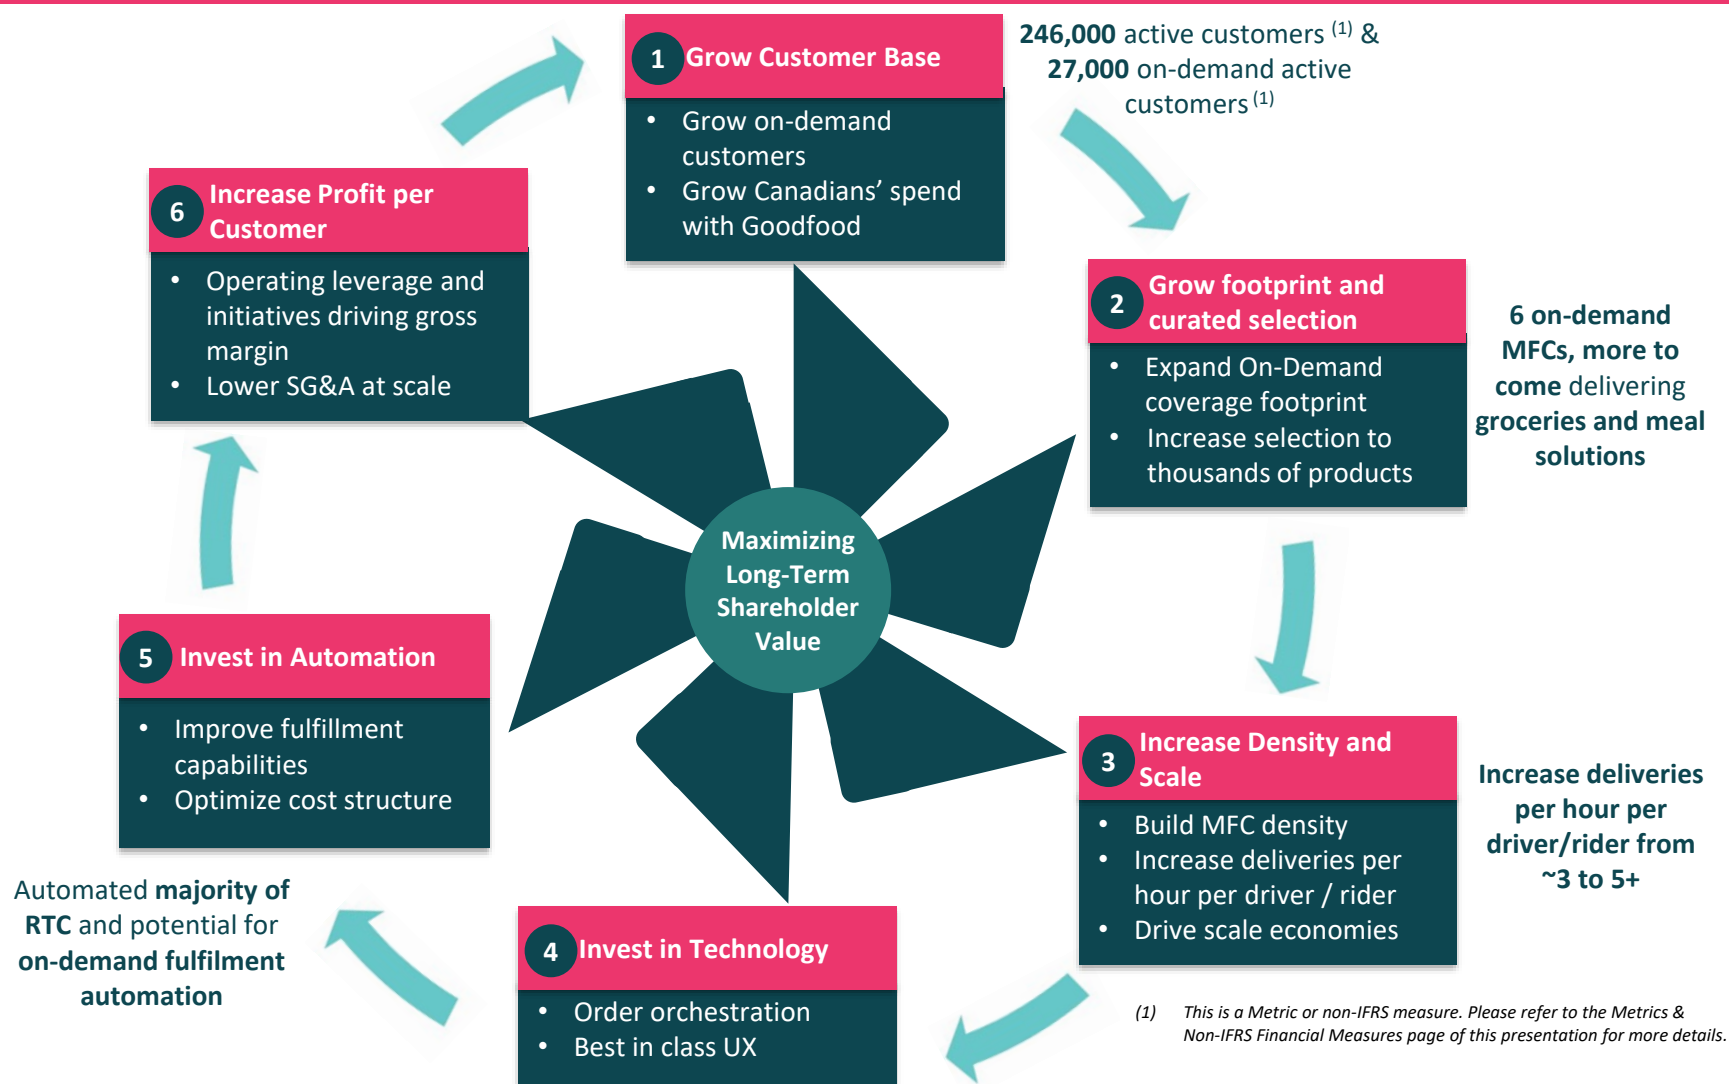 1 Grow Customer Base
• Grow on-demand
customers
• Grow Canadians’ spend
with Goodfood
246,000 active customers (1) &
27,000 on-demand active
customers (1)
2 Grow footprint and
curated selection
• Expand On-Demand
coverage footprint
• Increase selection to
thousands of products
6 on-demand
MFCs, more to
come delivering
groceries and meal
solutions
3 Increase Density and
Scale
• Build MFC density
• Increase deliveries per
hour per driver / rider
• Drive scale economies
Increase deliveries
per hour per
driver/rider from
~3 to 5+
4 Invest in Technology
• Order orchestration
• Best in class UX
5 Invest in Automation
• Improve fulfillment
capabilities
• Optimize cost structure
Automated majority of
RTC and potential for
on-demand fulfilment
automation
6 Increase Profit per
Customer
• Operating leverage and
initiatives driving gross
margin
• Lower SG&A at scale
Maximizing
Long-Term
Shareholder
Value
(1) This is a Metric or non-IFRS measure. Please refer to the Metrics &
Non-IFRS Financial Measures page of this presentation for more details.